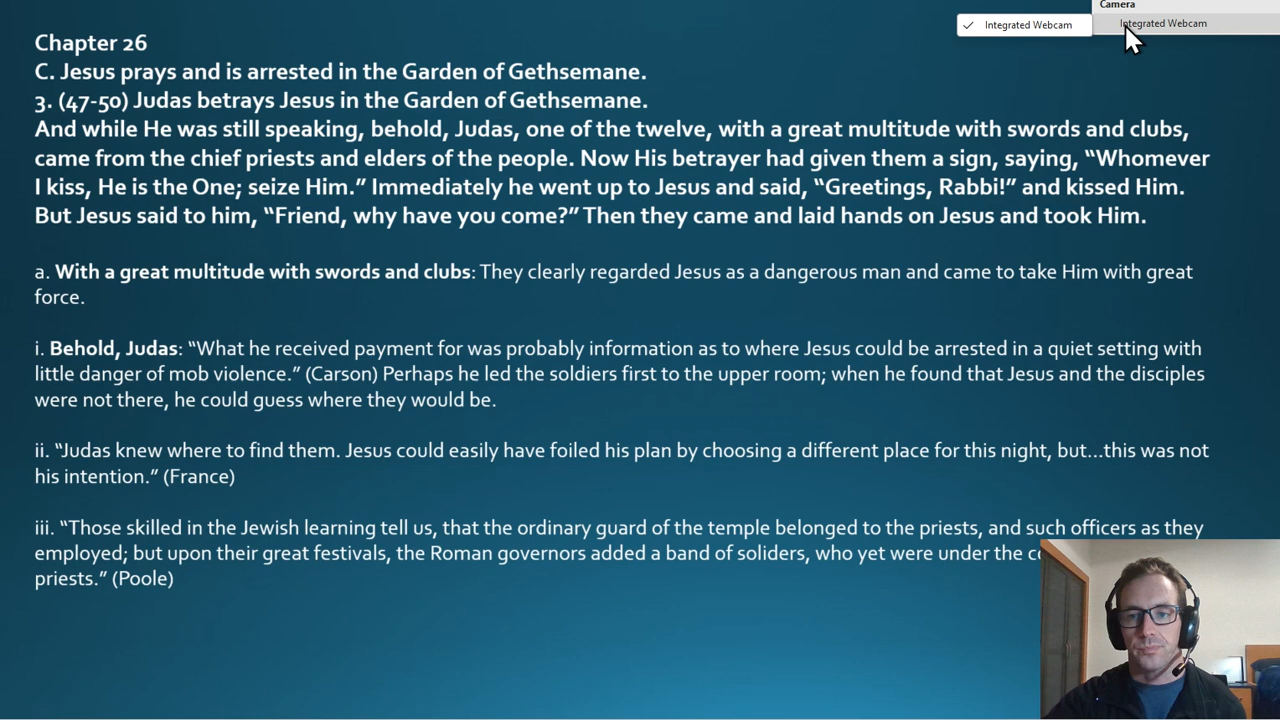 Camera
Integrated Webcam
Integrated Webcam
Chapter 26
C. Jesus prays and is arrested in the Garden of Gethsemane.
3. (47-50) Judas betrays Jesus in the Garden of Gethsemane.
And while He was still speaking, behold, Judas, one of the twelve, with a great multitude with swords and clubs,
came from the chief priests and elders of the people. Now His betrayer had given them a sign, saying, “Whomever
I kiss, He is the One; seize Him.” Immediately he went up to Jesus and said, “Greetings, Rabbi!” and kissed Him.
But Jesus said to him, “Friend, why have you come?” Then they came and laid hands on Jesus and took Him.
a. With a great multitude with swords and clubs: They clearly regarded Jesus as a dangerous man and came to take Him with great
force.
i. Behold, Judas: “What he received payment for was probably information as to where Jesus could be arrested in a quiet setting with
little danger of mob violence.” (Carson) Perhaps he led the soldiers first to the upper room; when he found that Jesus and the disciples
were not there, he could guess where they would be.
ii. “Judas knew where to find them. Jesus could easily have foiled his plan by choosing a different place for this night, but…this was not
his intention.” (France)
iii. “Those skilled in the Jewish learning tell us, that the ordinary guard of the temple belonged to the priests, and such officers as they
employed; but upon their great festivals, the Roman governors added a band of soliders, who yet were under the
priests.” (Poole)